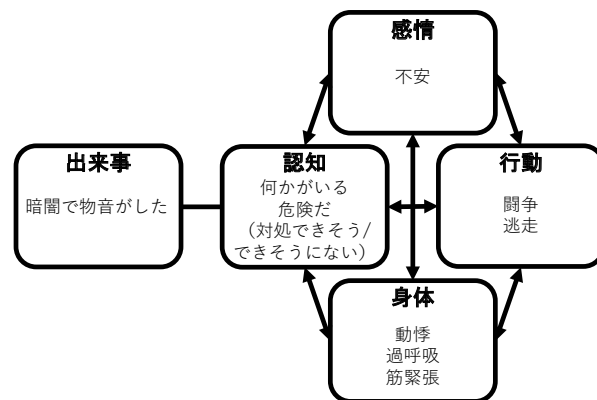 感情
不安
出来事
暗闇で物音がした
認知
何かがいる
危険だ
（対処できそう/
できそうにない）
行動
闘争
逃走
身体
動悸
過呼吸
筋緊張